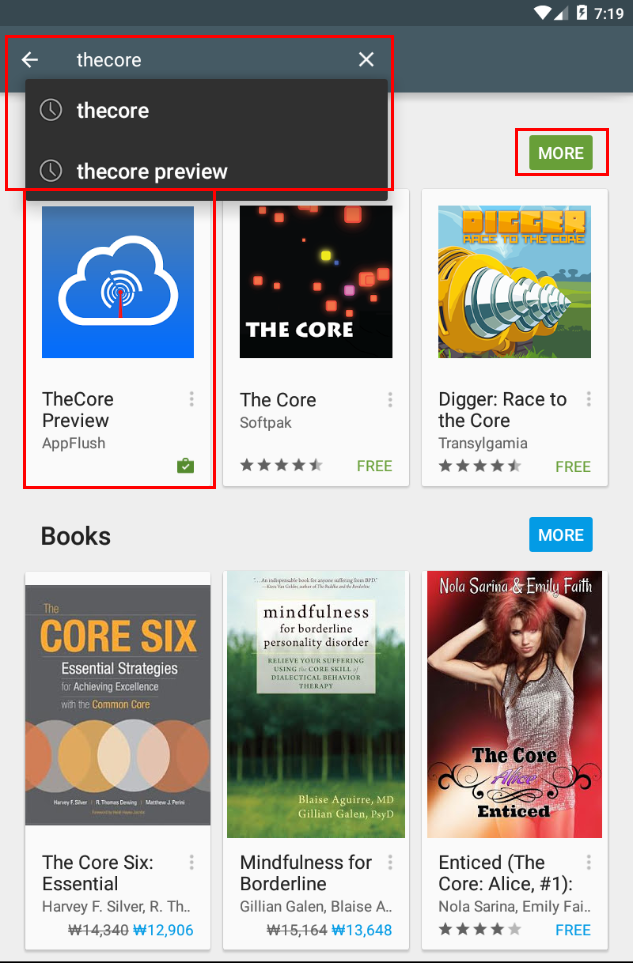 7:19
thecore
thecore
thecore preview
MORE
THE CORE
DIGGER
RACE TO THE CORE
TheCore
Preview
AppFlush
The Core
Softpak
FREE
Digger: Race to
the Core
Transylgamia
FREE
Books
MORE
The
CORE SIX
Essential Strategies
for Achieving Excellence
with the Common Core
Harvey F. Silver | R. Thomas Dewing | Matthew J. Perini
"...An indispensable book for anyone suffering from BPD."
mindfulness
for borderline
personality disorder
RELIEVE YOUR SUFFERING
USING THE CORE SKILL OF
DIALECTICAL BEHAVIOR
THERAPY
Blaise Aguirre, MD
Gillian Galen, PsyD
Nola Sarina & Emily Faith
The Core
Alice
Enticed
The Core Six:
Essential
Harvey F. Silver, R. Th..
₩14,340 ₩12,906
Mindfulness for
Borderline
Gillian Galen, Blaise A..
₩15,164 ₩13,648
Enticed (The
Core: Alice, #1):
Nola Sarina, Emily Fai..
FREE